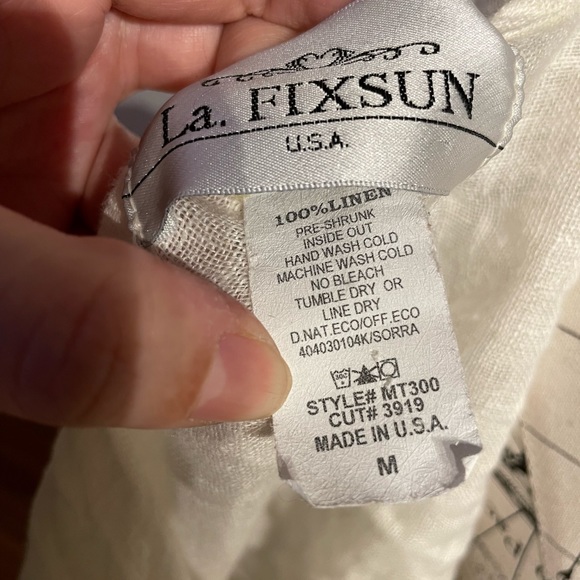 La. FIXSUN
U.S.A.
100%LINEN
PRE-SHRUNK
INSIDE OUT
HAND WASH COLD
MACHINE WASH COLD
NO BLEACH
TUMBLE DRY OR
LINE DRY
D.NAT.ECO/OFF.ECO
404030104K/SORRA
30C
STYLE# MT300
CUT# 3919
MADE IN U.S.A.
M